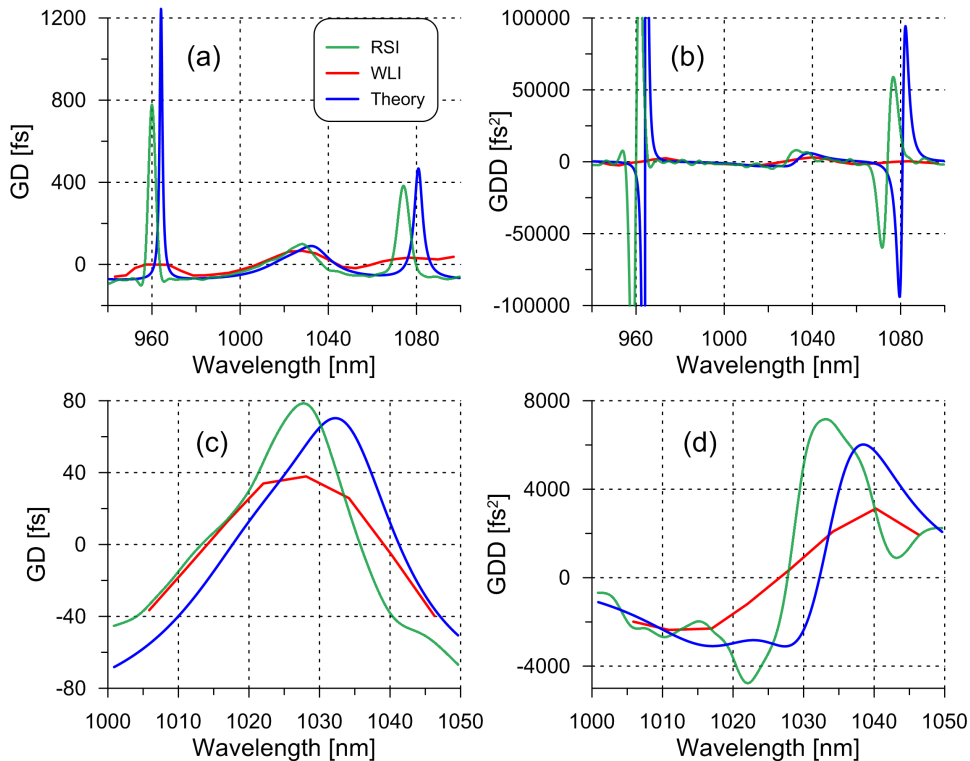 1200
800
400
0
GD [fs]
(a)
RSI
WLI
Theory
960
1000
1040
1080
Wavelength [nm]
100000
50000
0
-50000
-100000
GDD [fs²]
(b)
960
1000
1040
1080
Wavelength [nm]
80
40
0
-40
-80
GD [fs]
(c)
1000
1010
1020
1030
1040
1050
Wavelength [nm]
8000
4000
0
-4000
GDD [fs²]
(d)
1000
1010
1020
1030
1040
1050
Wavelength [nm]